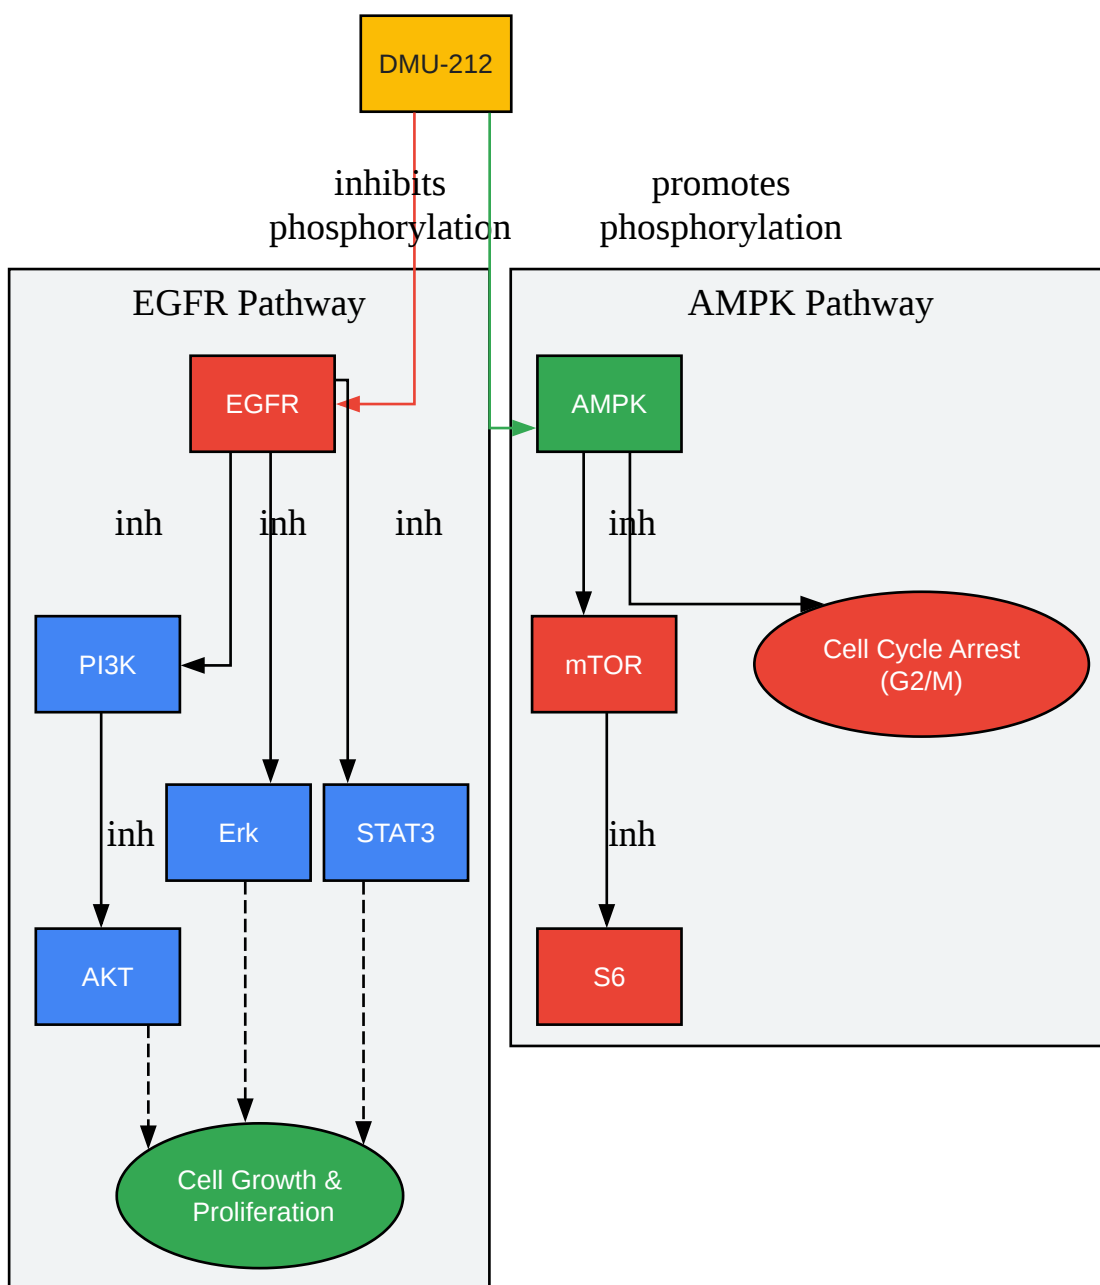 DMU-212
inhibits
phosphorylation
promotes
phosphorylation
EGFR Pathway
EGFR
inh
inh
inh
PI3K
inh
Erk
STAT3
AKT
Cell Growth &
Proliferation
AMPK Pathway
AMPK
inh
mTOR
Cell Cycle Arrest
(G2/M)
inh
S6